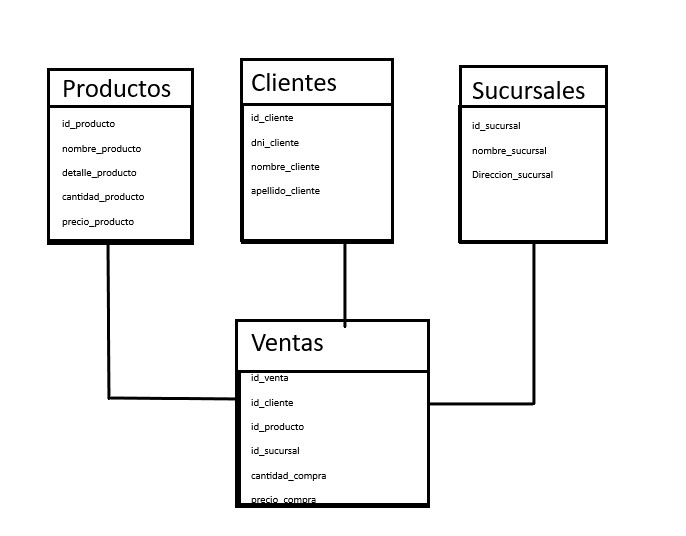 Productos
id_producto
nombre_producto
detalle_producto
cantidad_producto
precio_producto
Clientes
id_cliente
dni_cliente
nombre_cliente
apellido_cliente
Sucursales
id_sucursal
nombre_sucursal
Direccion_sucursal
Ventas
id_venta
id_cliente
id_producto
id_sucursal
cantidad_compra
precio_compra